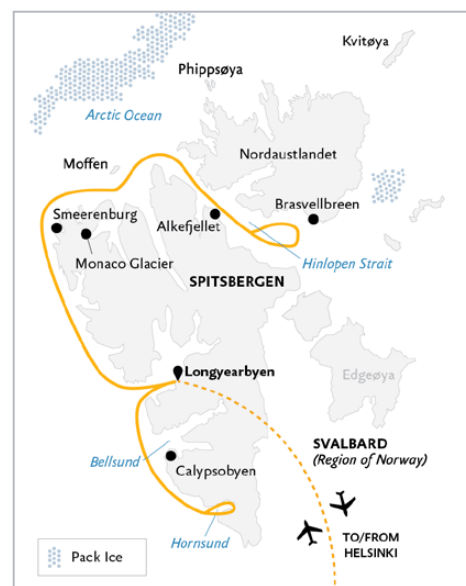 Kvitøya
Phippsøya
Arctic Ocean
Nordaustlandet
Moffen
Brasvellbreen
Smeerenburg
Alkefjellet
Monaco Glacier
Hinlopen Strait
SPITSBERGEN
Longyearbyen
Edgeøya
SVALBARD
(Region of Norway)
Bellsund
Calypsobyen
TO/FROM
HELSINKI
Hornsund
Pack Ice